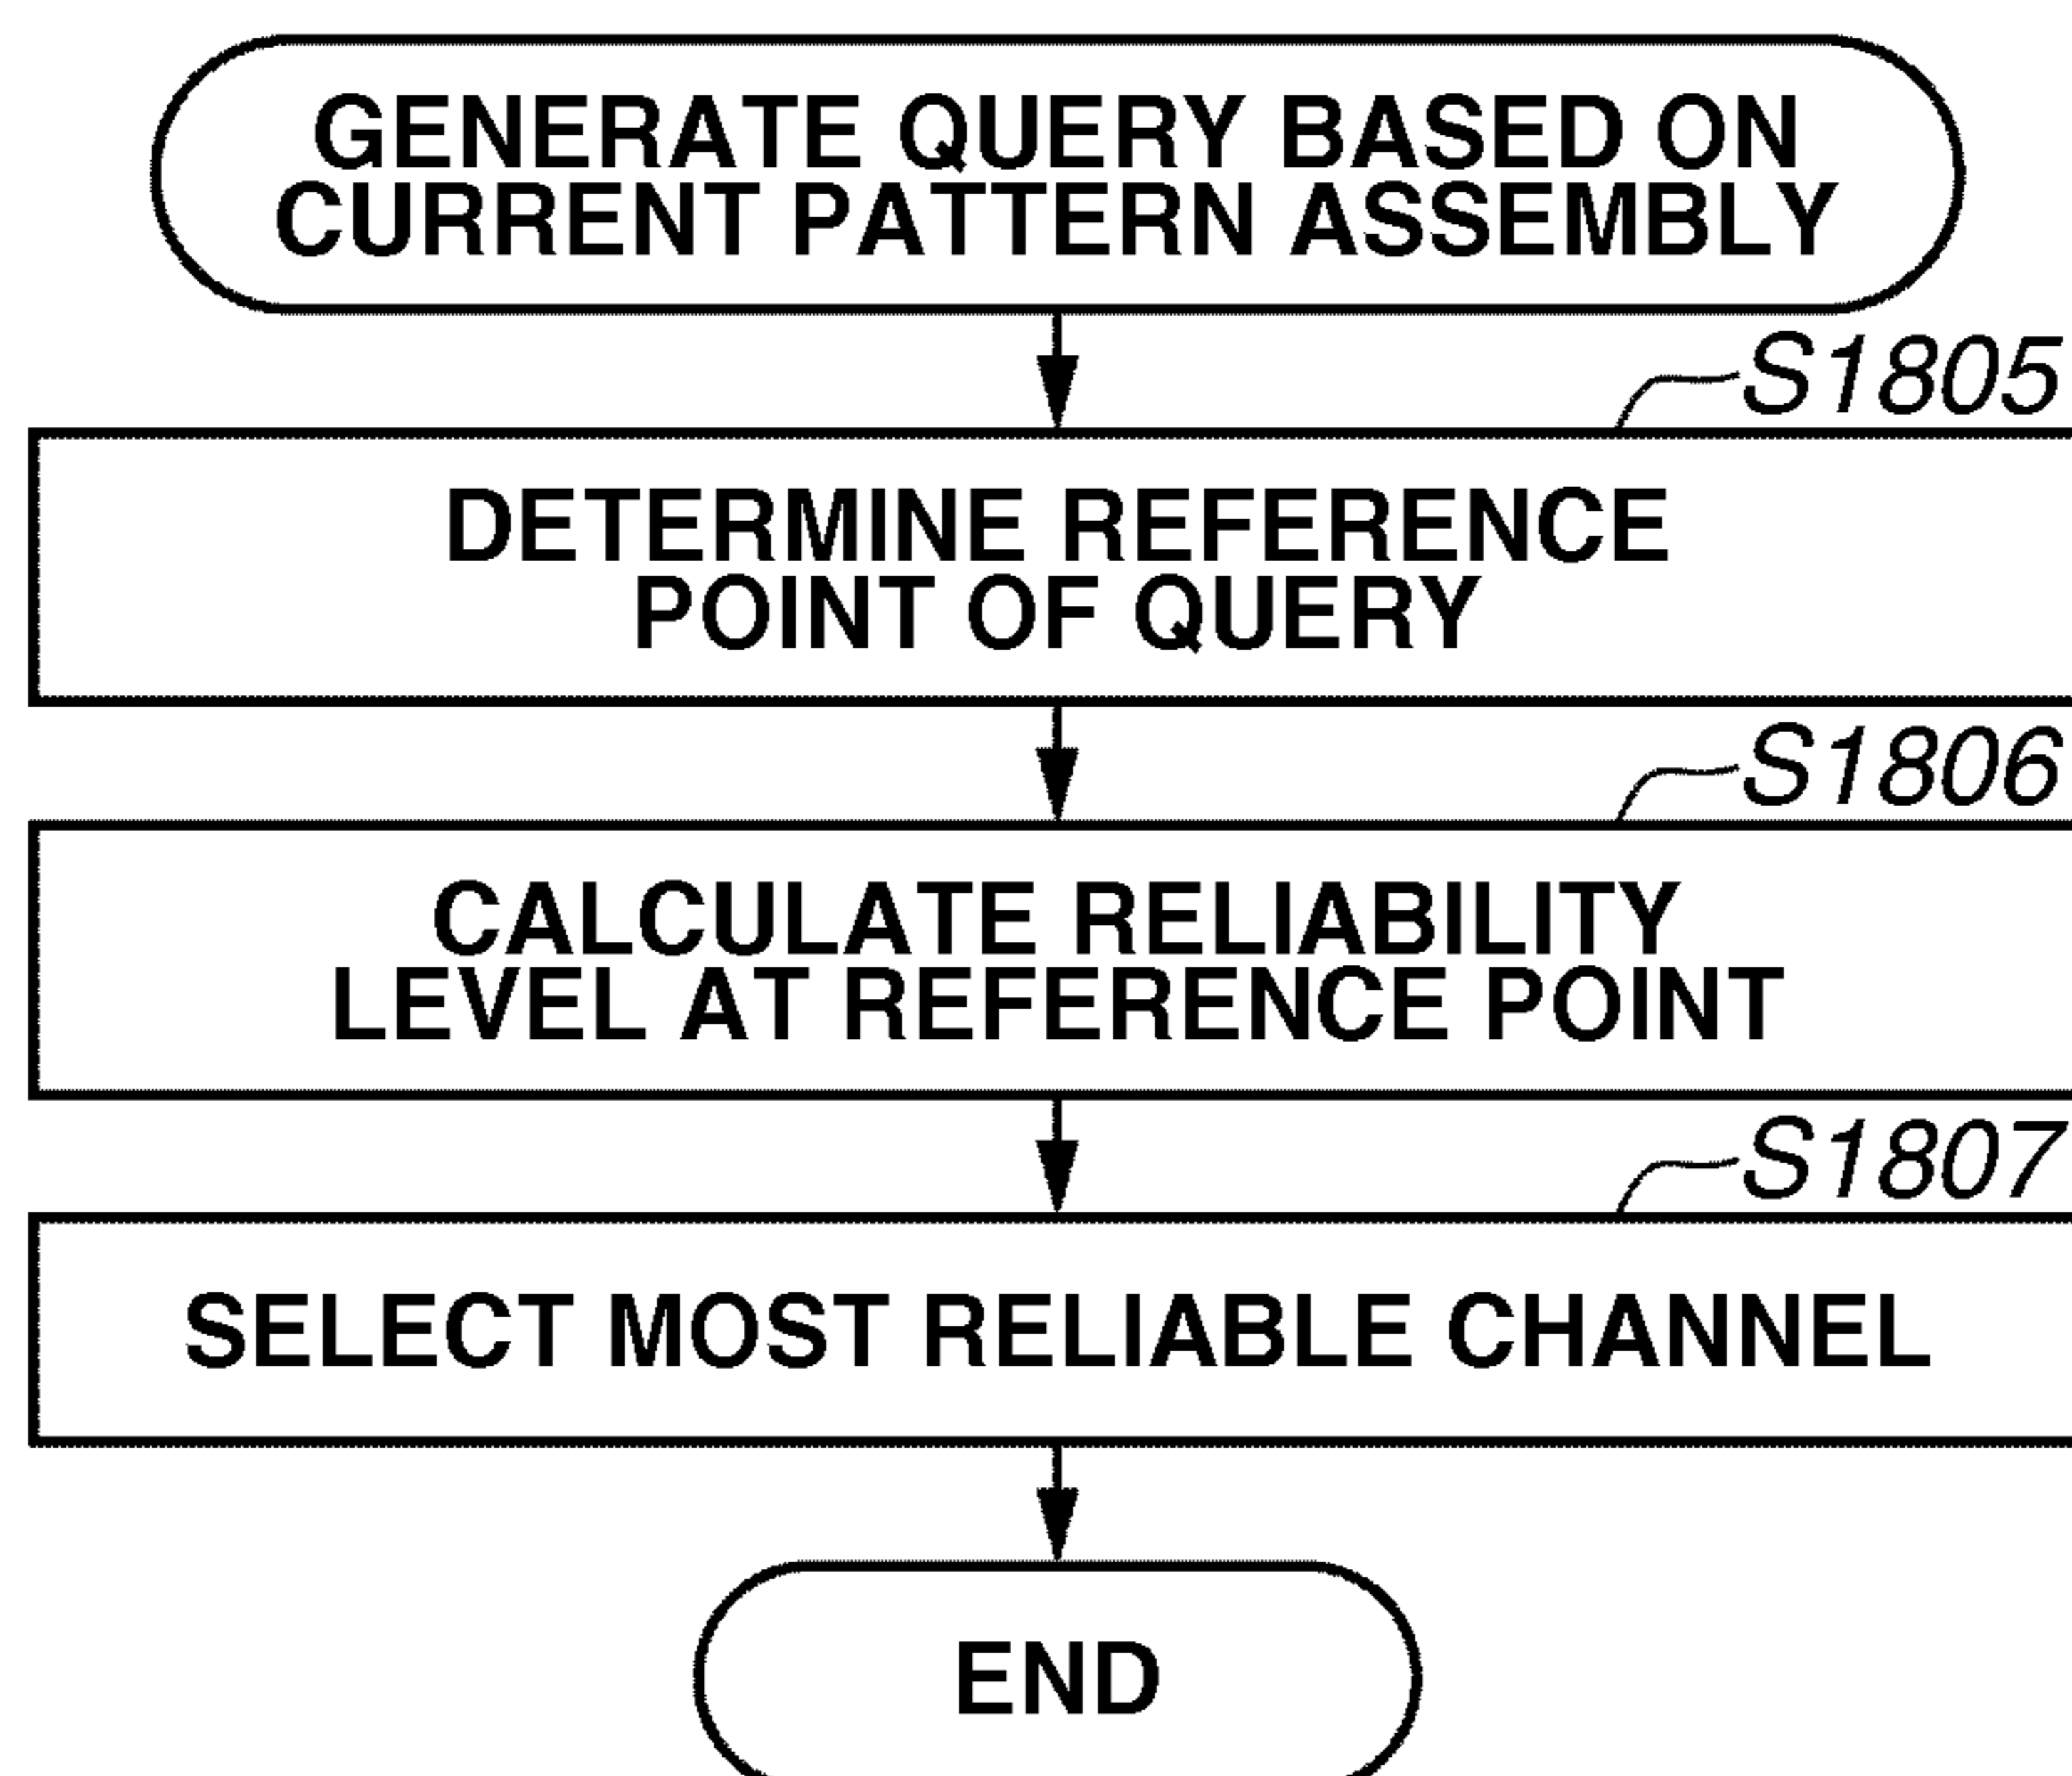 GENERATE QUERY BASED ON
CURRENT PATTERN ASSEMBLY
S1805
DETERMINE REFERENCE
POINT OF QUERY
S1806
CALCULATE RELIABILITY
LEVEL AT REFERENCE POINT
S1807
SELECT MOST RELIABLE CHANNEL
END